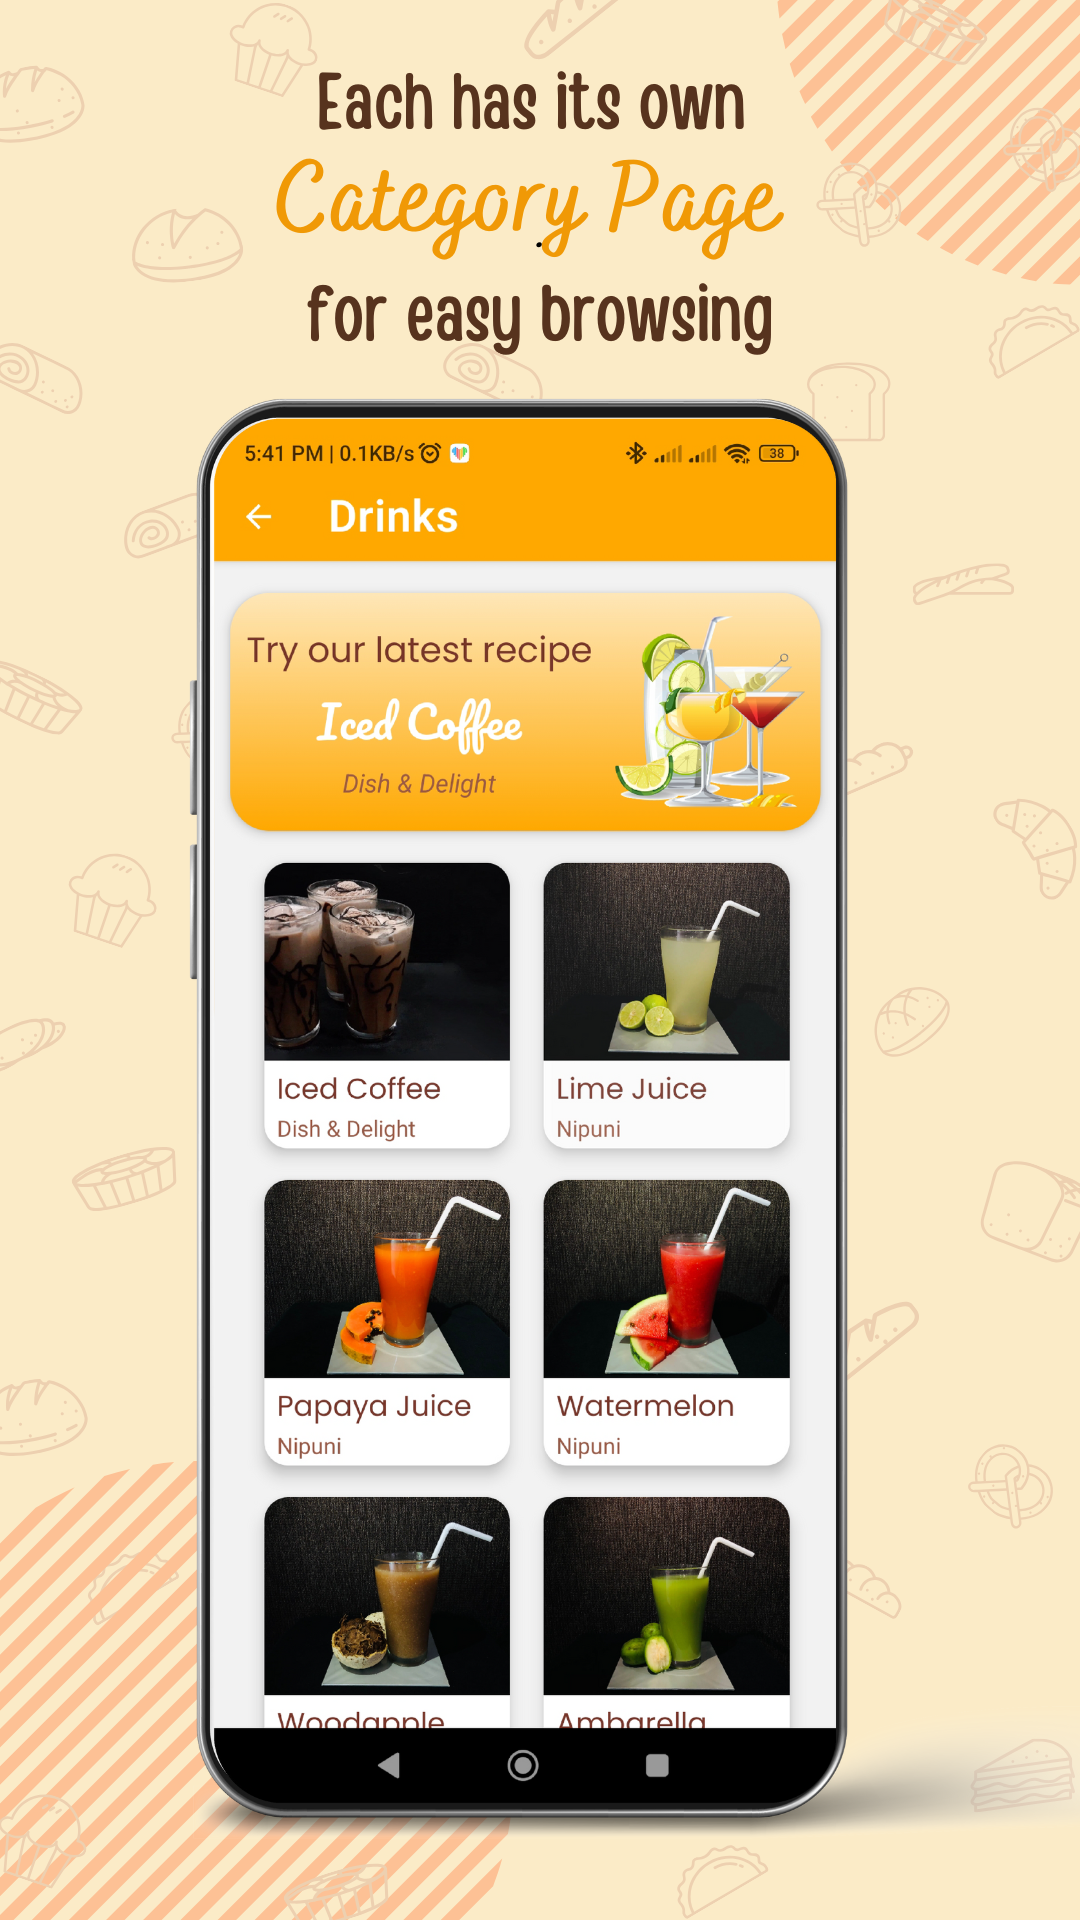 Each has its own
Category Page
for easy browsing
5:41 PM | 0.1KB/s
38
Drinks
Try our latest recipe
Iced Coffee
Dish & Delight
Iced Coffee
Dish & Delight
Lime Juice
Nipuni
Papaya Juice
Nipuni
Watermelon
Nipuni
Woodapple
Ambarella